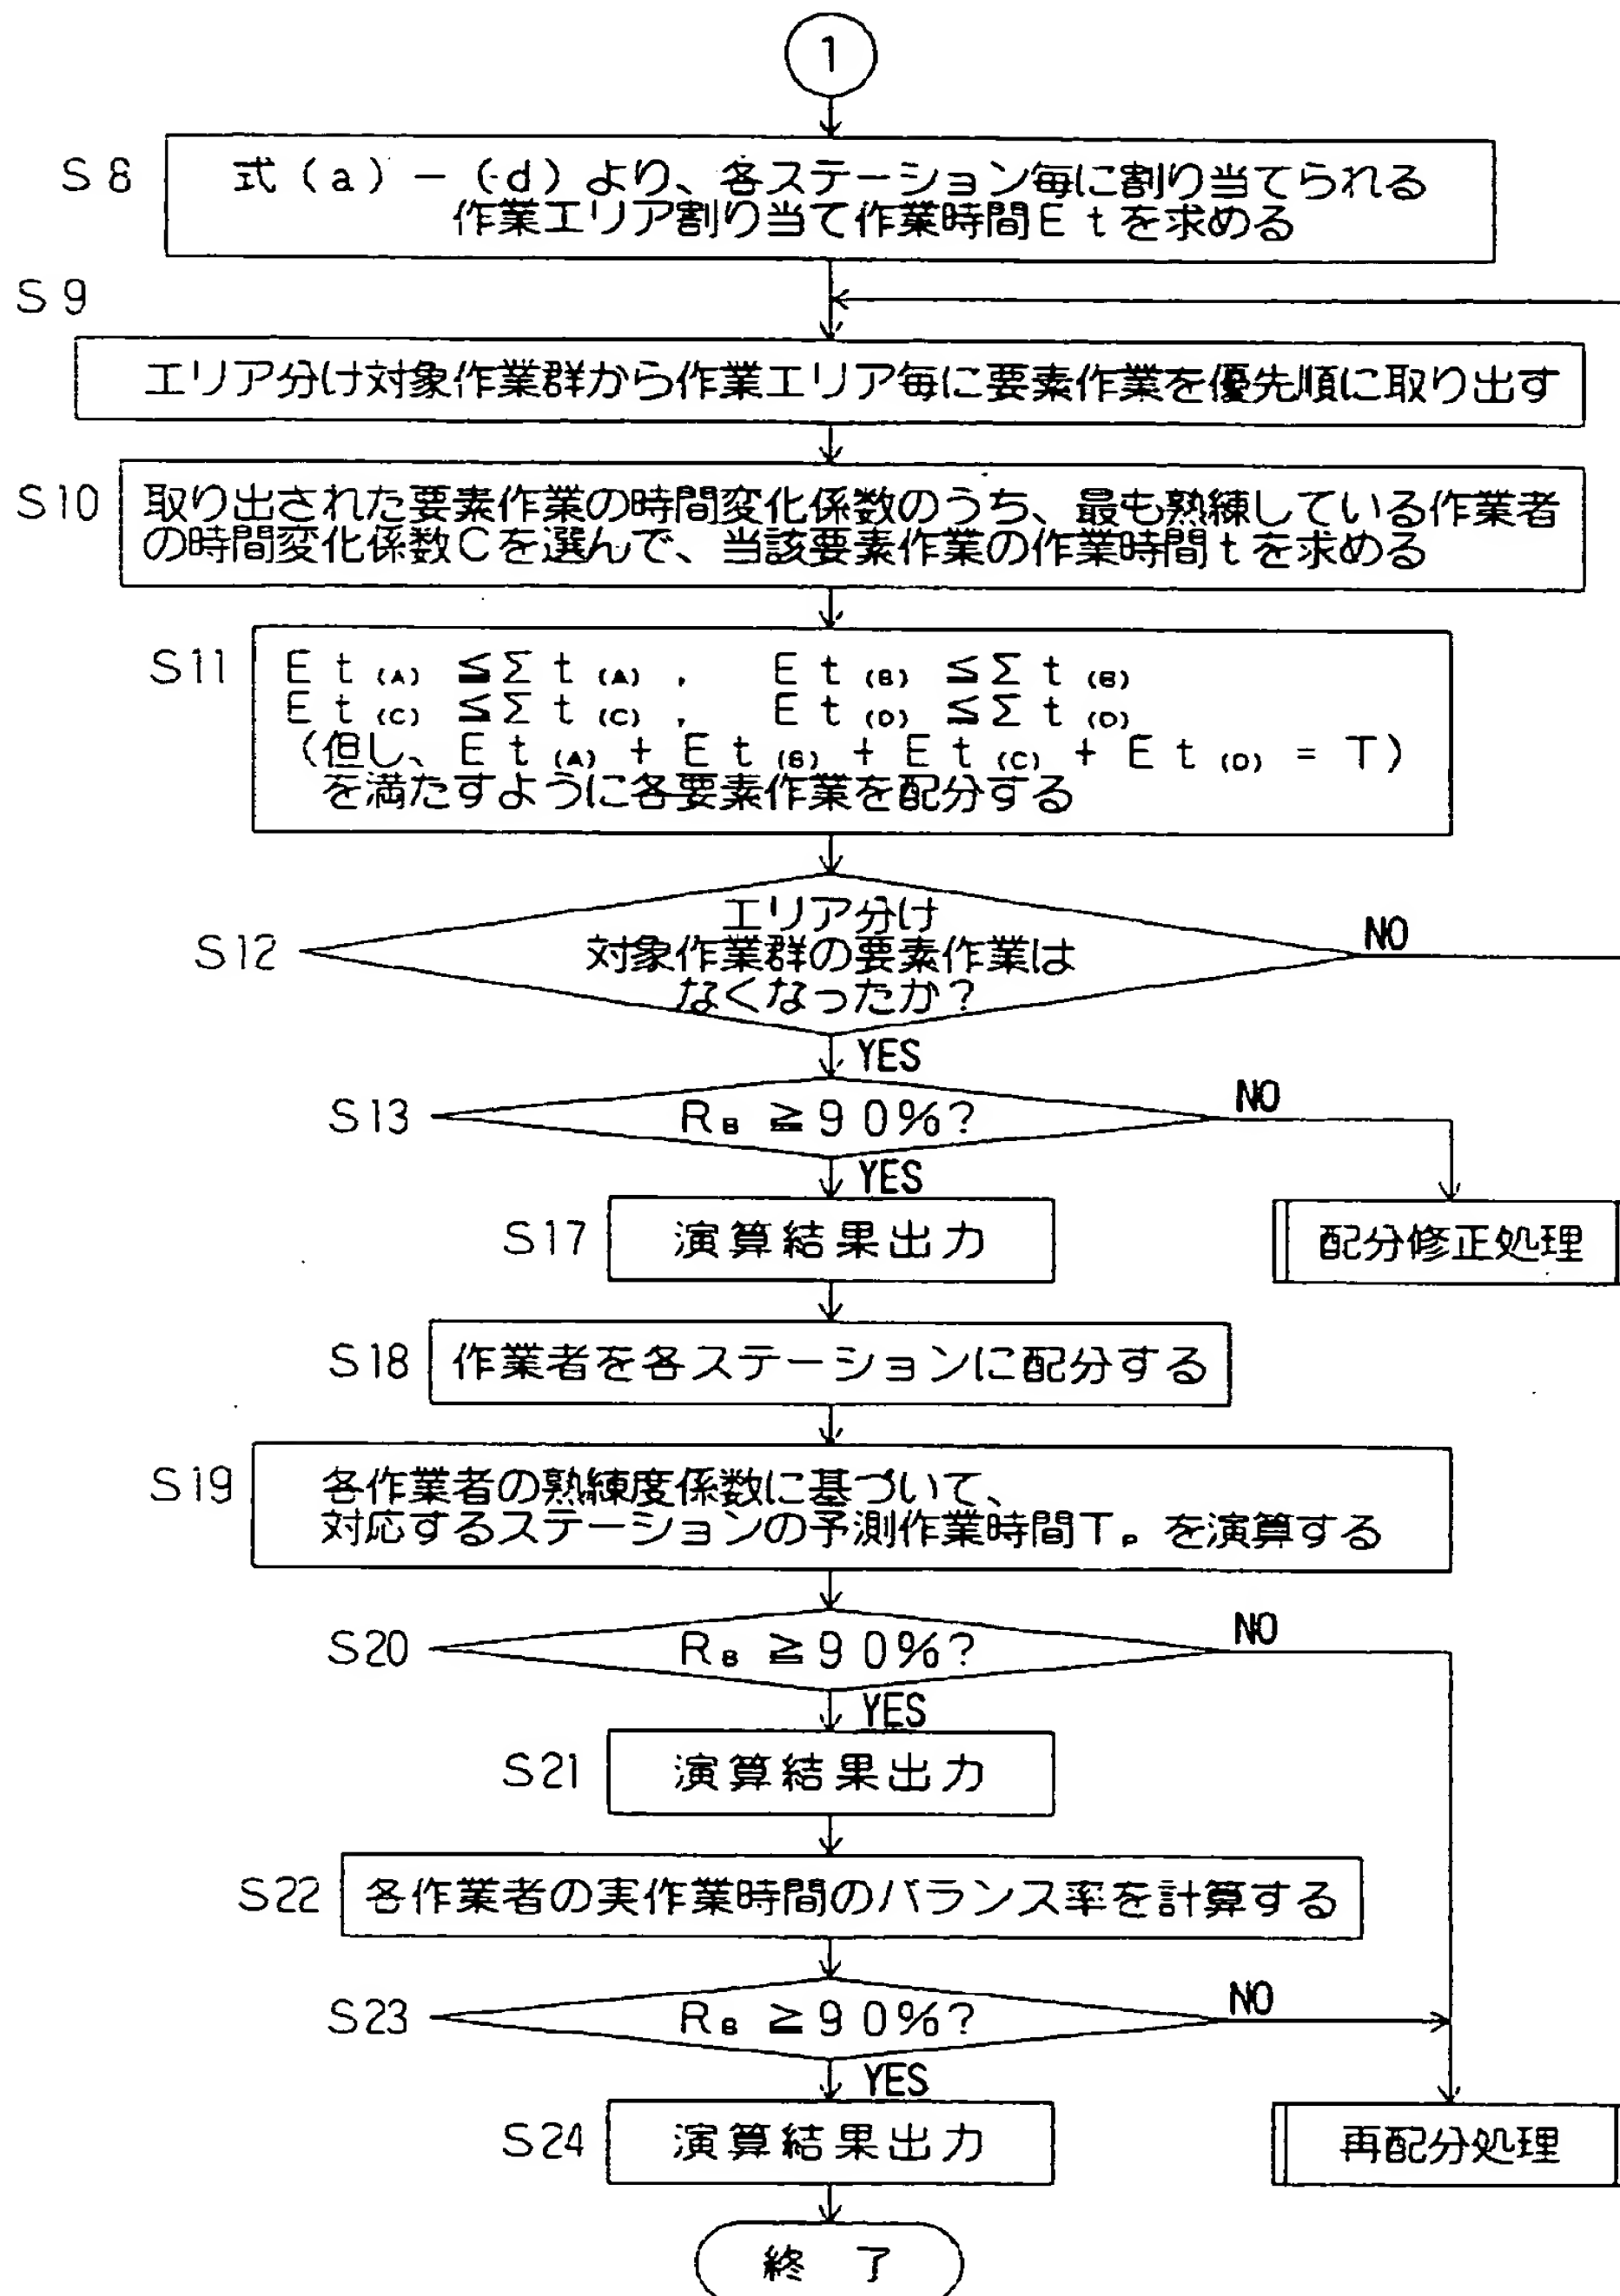 1
S8
式(a)-(d)より、各ステーション毎に割り当てられる
作業エリア割り当て作業時間Etを求める
S9
エリア分け対象作業群から作業エリア毎に要素作業を優先順に取り出す
S10
取り出された要素作業の時間変化係数のうち、最も熟練している作業者
の時間変化係数Cを選んで、当該要素作業の作業時間tを求める
S11
Et(A) ≦Σt(A), Et(B) ≦Σt(B)
Et(C) ≦Σt(C), Et(D) ≦Σt(D)
(但し、Et(A) + Et(B) + Et(C) + Et(D) = T)
を満たすように各要素作業を配分する
S12
エリア分け
対象作業群の要素作業は
なくなったか?
NO
YES
S13
RB ≧90%?
NO
YES
S17
演算結果出力
配分修正処理
S18
作業者を各ステーションに配分する
S19
各作業者の熟練度係数に基づいて、
対応するステーションの予測作業時間TPを演算する
S20
RB ≧90%?
NO
YES
S21
演算結果出力
S22
各作業者の実作業時間のバランス率を計算する
S23
RB ≧90%?
NO
YES
S24
演算結果出力
再配分処理
終了